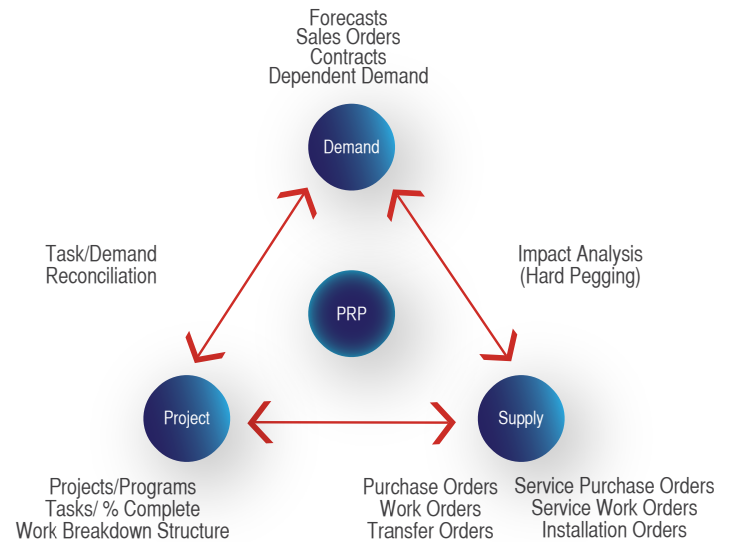 Forecasts
Sales Orders
Contracts
Dependent Demand
Demand
Task/Demand
Reconciliation
Impact Analysis
(Hard Pegging)
PRP
Project
Supply
Projects/Programs
Tasks/ % Complete
Work Breakdown Structure
Purchase Orders
Work Orders
Transfer Orders
Service Purchase Orders
Service Work Orders
Installation Orders